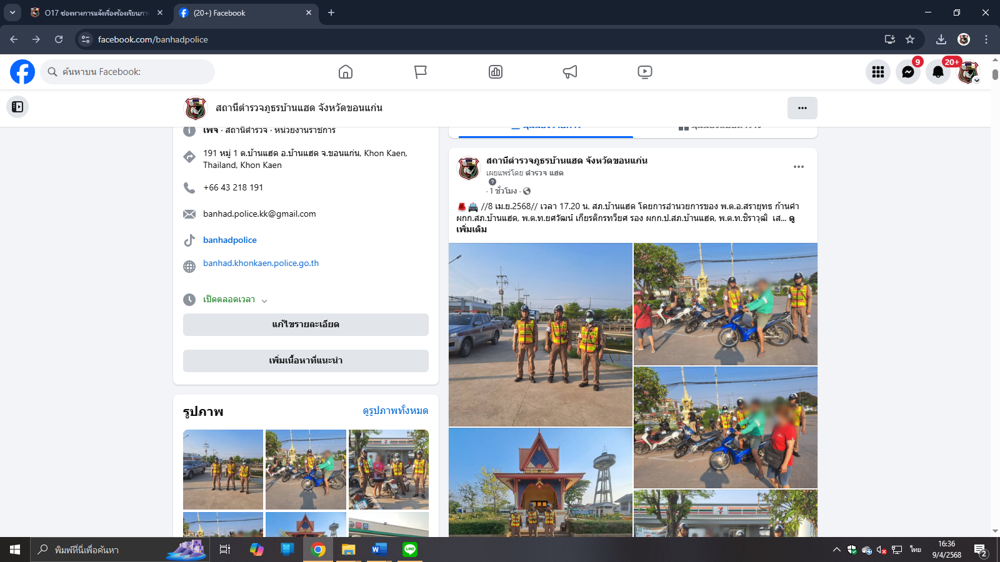 O17 ช่องทางการแจ้งเรื่องร้องเรียนกา
(20+) Facebook
facebook.com/banhadpolice
ค้นหาบน Facebook:
9
20+
สถานีตำรวจภูธรบ้านแฮด จังหวัดขอนแก่น
เพจ · สถานีตำรวจ · หน่วยงานราชการ
191 หมู่ 1 ต.บ้านแฮด อ.บ้านแฮด จ.ขอนแก่น, Khon Kaen,
Thailand, Khon Kaen
+66 43 218 191
banhad.police.kk@gmail.com
banhadpolice
banhad.khonkaen.police.go.th
เปิดตลอดเวลา
แก้ไขรายละเอียด
เพิ่มเนื้อหาที่แนะนำ
รูปภาพ
ดูรูปภาพทั้งหมด
สถานีตำรวจภูธรบ้านแฮด จังหวัดขอนแก่น
เผยแพร่โดย ตำรวจ แฮด
· 1 ชั่วโมง ·
//8 เม.ย.2568// เวลา 17.20 น. สภ.บ้านแฮด โดยการอำนวยการของ พ.ต.อ.สรายุทธ ก้านคำ
ผกก.สภ.บ้านแฮด, พ.ต.ท.ยศวัฒน์ เกียรติกรทวียศ รอง ผกก.ป.สภ.บ้านแฮด, พ.ต.ท.ชิราวุฒิ เส... ดู
เพิ่มเติม
พิมพ์ที่นี่เพื่อค้นหา
ไทย
16:36
9/4/2568
2